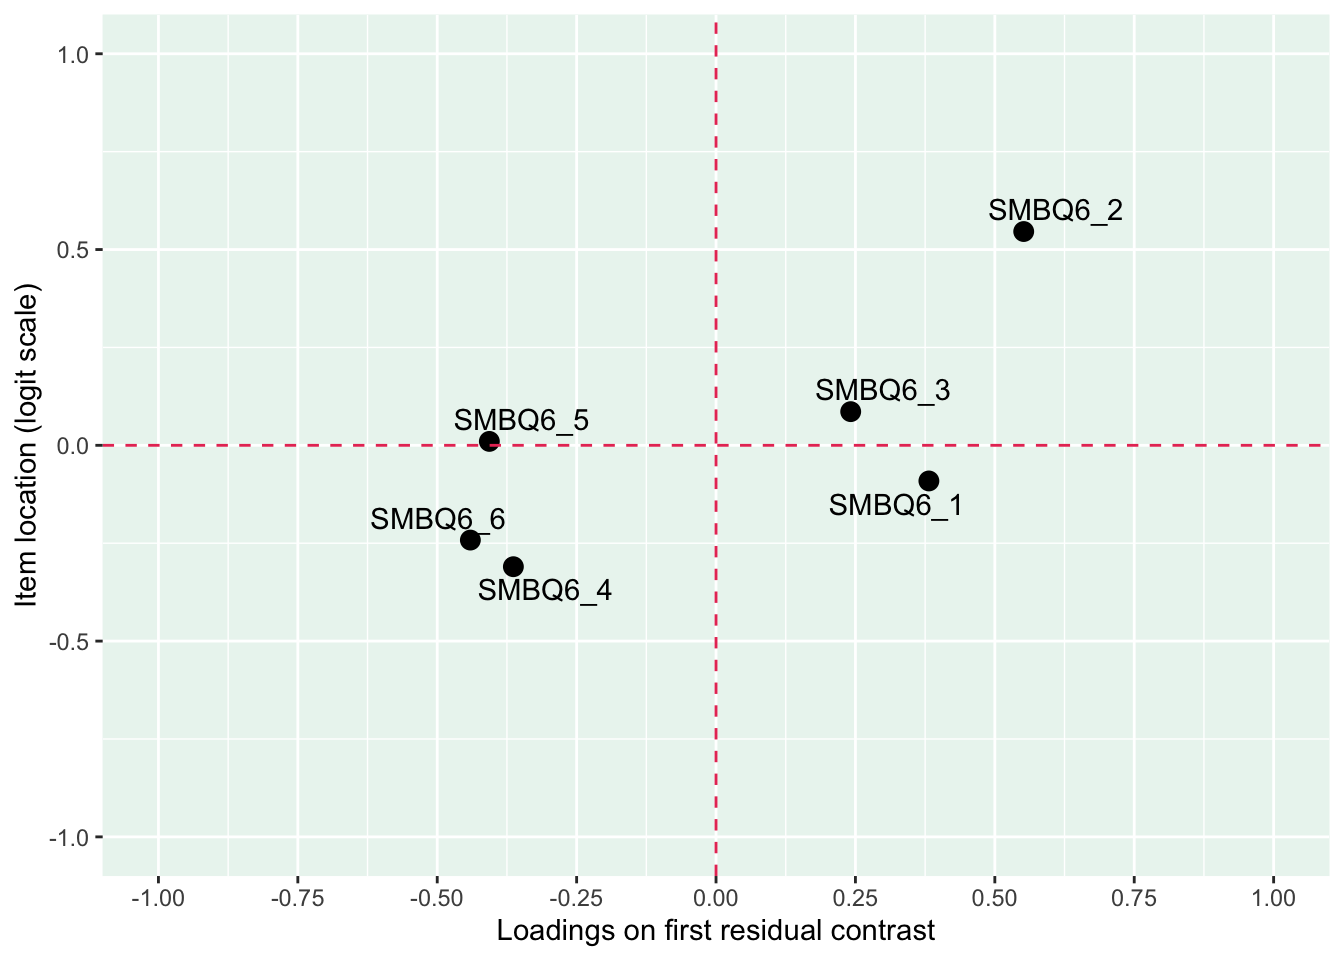 1.0
0.5
0.0
-0.5
-1.0
Item location (logit scale)
SMBQ6_2
SMBQ6_3
SMBQ6_5
SMBQ6_1
SMBQ6_6
SMBQ6_4
-1.00 -0.75 -0.50 -0.25 0.00 0.25 0.50 0.75 1.00
Loadings on first residual contrast